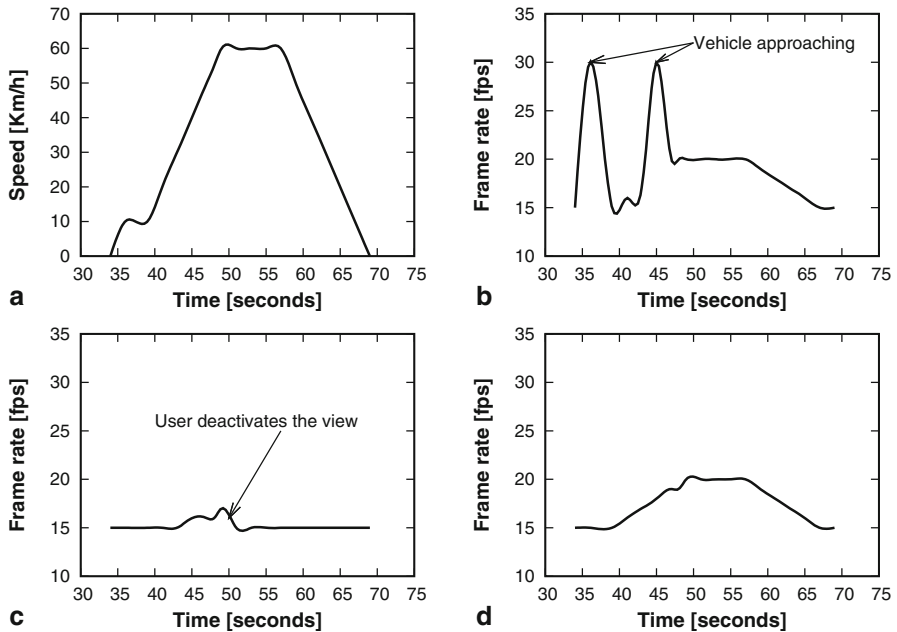 70
60
50
40
30
20
10
0
Speed [Km/h]
30 35 40 45 50 55 60 65 70 75
Time [seconds]
a
35
30
25
20
15
10
Frame rate [fps]
Vehicle approaching
30 35 40 45 50 55 60 65 70 75
Time [seconds]
b
35
30
25
20
15
10
Frame rate [fps]
User deactivates the view
30 35 40 45 50 55 60 65 70 75
Time [seconds]
c
35
30
25
20
15
10
Frame rate [fps]
30 35 40 45 50 55 60 65 70 75
Time [seconds]
d